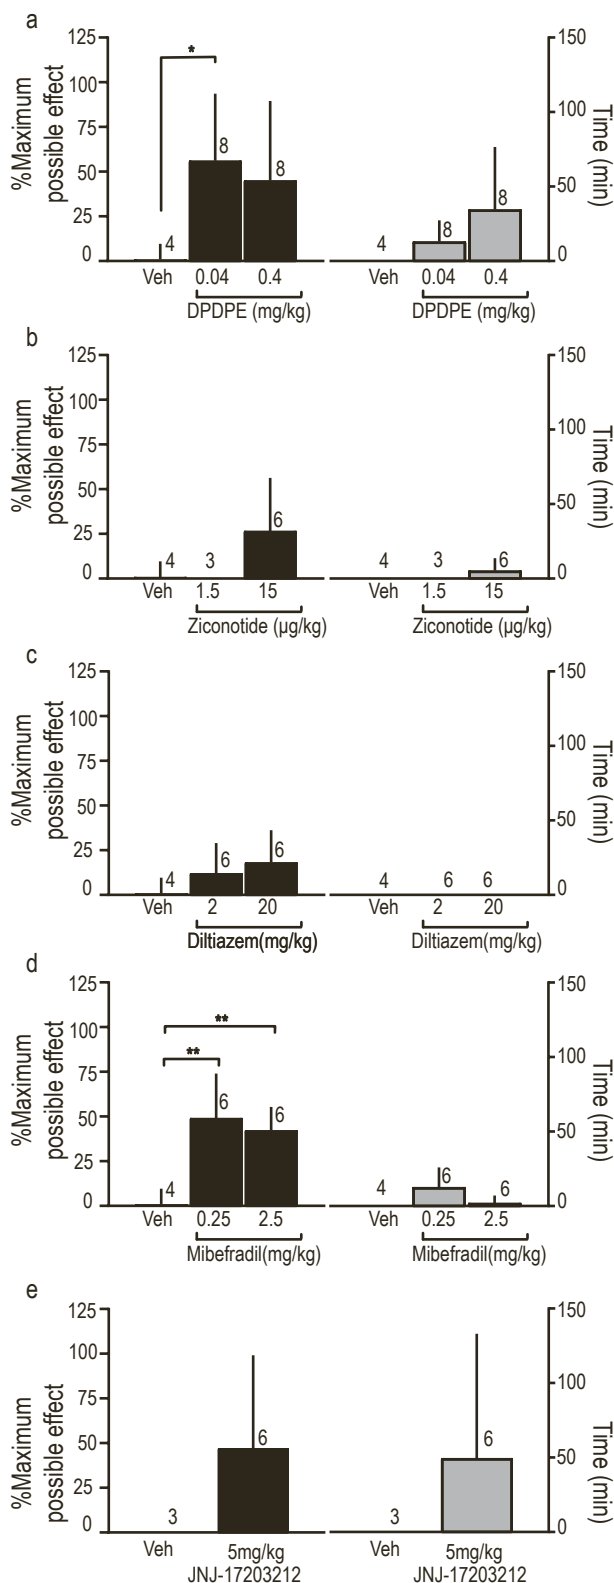 a
%Maximum
possible effect
125
100
75
50
25
0
*
4
8
8
Veh
0.04
0.4
DPDPE (mg/kg)
4
8
8
Veh
0.04
0.4
DPDPE (mg/kg)
150
100
50
0
Time (min)
b
%Maximum
possible effect
125
100
75
50
25
0
4
3
6
Veh
1.5
15
Ziconotide (µg/kg)
4
3
6
Veh
1.5
15
Ziconotide (µg/kg)
150
100
50
0
Time (min)
c
%Maximum
possible effect
125
100
75
50
25
0
4
6
6
Veh
2
20
Diltiazem(mg/kg)
4
6
6
Veh
2
20
Diltiazem(mg/kg)
150
100
50
0
Time (min)
d
%Maximum
possible effect
125
100
75
50
25
0
**
**
4
6
6
Veh
0.25
2.5
Mibefradil(mg/kg)
4
6
6
Veh
0.25
2.5
Mibefradil(mg/kg)
150
100
50
0
Time (min)
e
%Maximum
possible effect
125
100
75
50
25
0
3
6
Veh
5mg/kg
JNJ-17203212
3
6
Veh
5mg/kg
JNJ-17203212
150
100
50
0
Time (min)